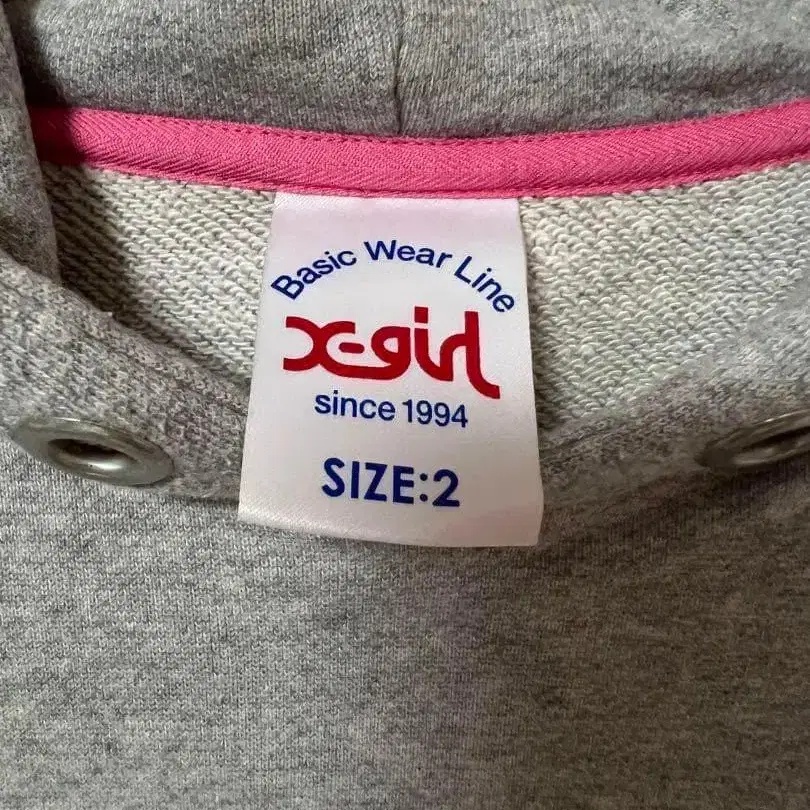 Basic Wear Line
X-girl
since 1994
SIZE:2